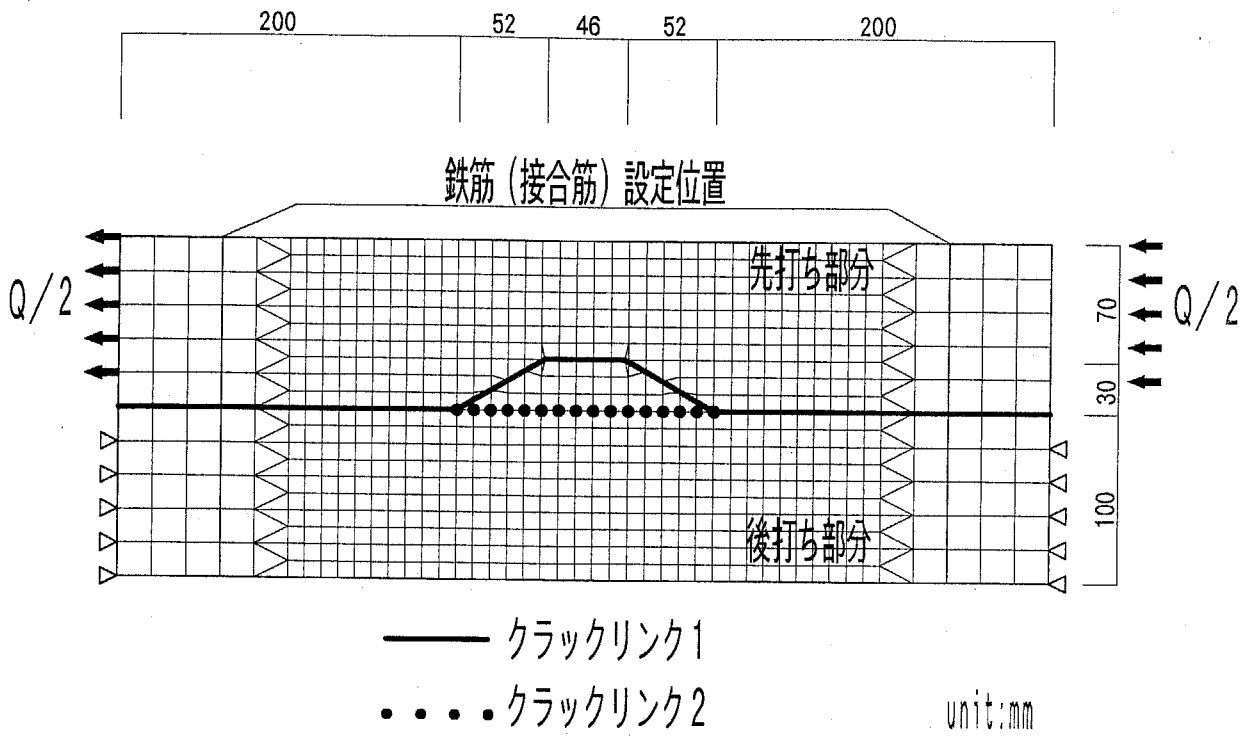 200 52 46 52 200
鉄筋（接合筋）設定位置
先打ち部分
Q/2
Q/2
70
30
100
後打ち部分
クラックリンク1
クラックリンク2
unit:mm